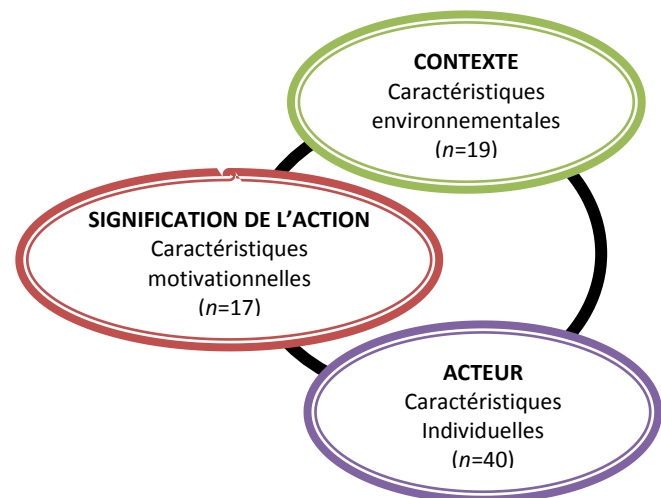 CONTEXTE
Caractéristiques
environnementales
(n=19)
SIGNIFICATION DE L’ACTION
Caractéristiques
motivationnelles
(n=17)
ACTEUR
Caractéristiques
Individuelles
(n=40)